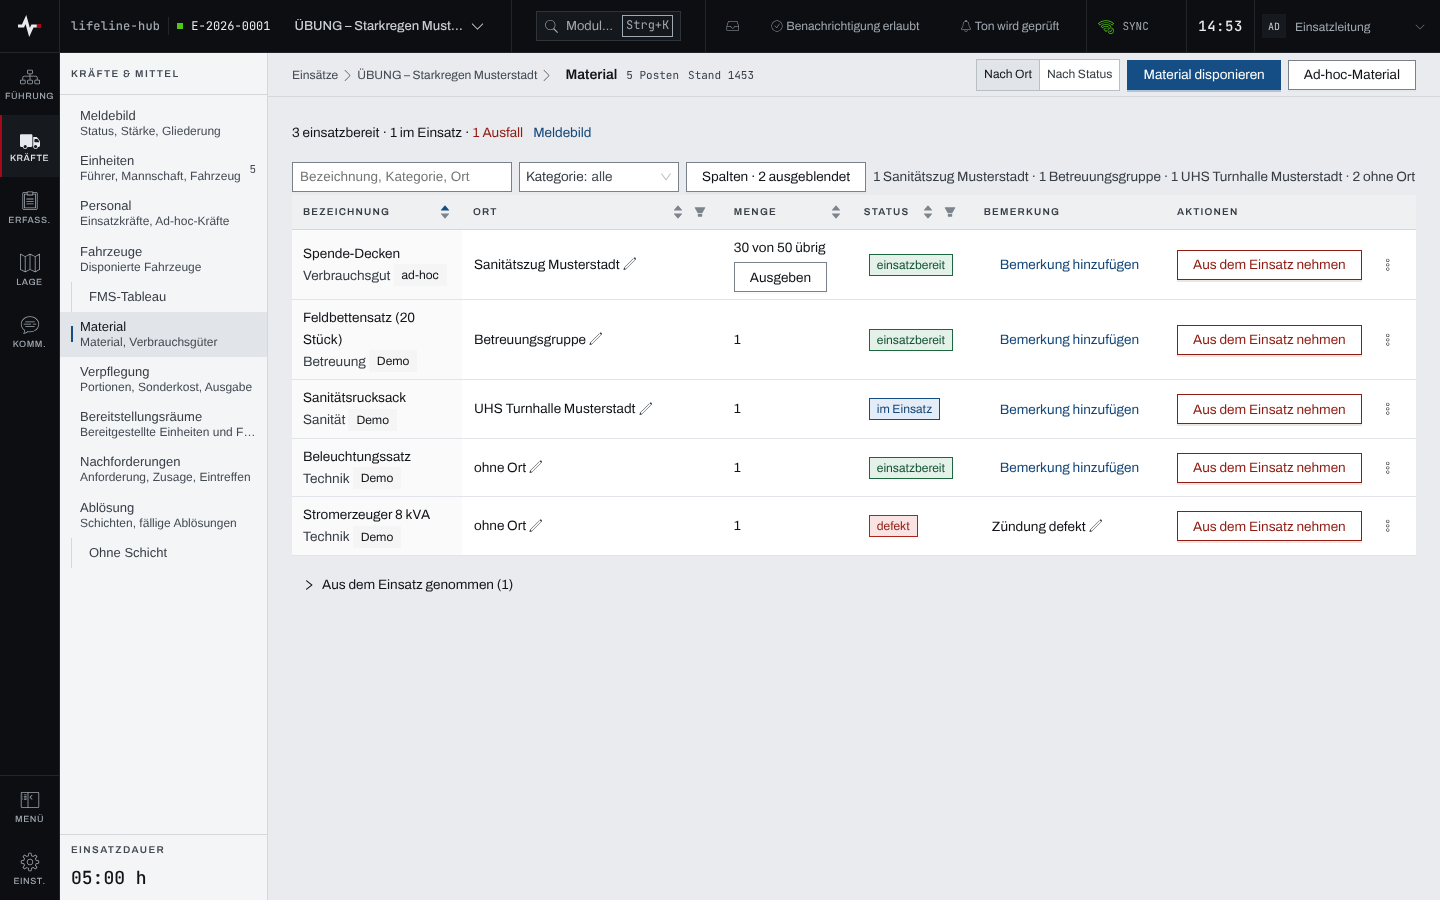 lifeline-hub
E-2026-0001
ÜBUNG – Starkregen Must...
Modul...
Strg+K
Benachrichtigung erlaubt
Ton wird geprüft
SYNC
14:53
AD
Einsatzleitung
FÜHRUNG
KRÄFTE
ERFASS.
LAGE
KOMM.
MENÜ
EINST.
KRÄFTE & MITTEL
Meldebild
Status, Stärke, Gliederung
Einheiten
Führer, Mannschaft, Fahrzeug
5
Personal
Einsatzkräfte, Ad-hoc-Kräfte
Fahrzeuge
Disponierte Fahrzeuge
FMS-Tableau
Material
Material, Verbrauchsgüter
Verpflegung
Portionen, Sonderkost, Ausgabe
Bereitstellungsräume
Bereitgestellte Einheiten und F...
Nachforderungen
Anforderung, Zusage, Eintreffen
Ablösung
Schichten, fällige Ablösungen
Ohne Schicht
EINSATZDAUER
05:00 h
Einsätze
ÜBUNG – Starkregen Musterstadt
Material
5 Posten
Stand 1453
Nach Ort
Nach Status
Material disponieren
Ad-hoc-Material
3 einsatzbereit · 1 im Einsatz · 1 Ausfall
Meldebild
Bezeichnung, Kategorie, Ort
Kategorie: alle
Spalten · 2 ausgeblendet
1 Sanitätszug Musterstadt · 1 Betreuungsgruppe · 1 UHS Turnhalle Musterstadt · 2 ohne Ort
BEZEICHNUNG
ORT
MENGE
STATUS
BEMERKUNG
AKTIONEN
Spende-Decken
Verbrauchsgut
ad-hoc
Sanitätszug Musterstadt
30 von 50 übrig
Ausgeben
einsatzbereit
Bemerkung hinzufügen
Aus dem Einsatz nehmen
Feldbettensatz (20
Stück)
Betreuung
Demo
Betreuungsgruppe
1
einsatzbereit
Bemerkung hinzufügen
Aus dem Einsatz nehmen
Sanitätsrucksack
Sanität
Demo
UHS Turnhalle Musterstadt
1
im Einsatz
Bemerkung hinzufügen
Aus dem Einsatz nehmen
Beleuchtungssatz
Technik
Demo
ohne Ort
1
einsatzbereit
Bemerkung hinzufügen
Aus dem Einsatz nehmen
Stromerzeuger 8 kVA
Technik
Demo
ohne Ort
1
defekt
Zündung defekt
Aus dem Einsatz nehmen
Aus dem Einsatz genommen (1)